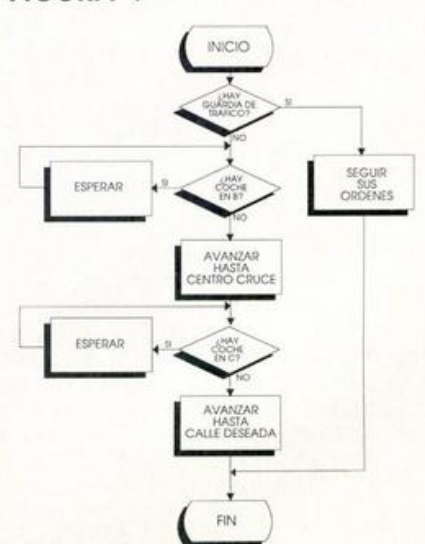 INICIO
¿HAY
GUARDIA DE
TRAFICO?
SI
NO
SEGUIR
SUS
ORDENES
¿HAY
COCHE
EN B?
SI
ESPERAR
NO
AVANZAR
HASTA
CENTRO CRUCE
¿HAY
COCHE
EN C?
SI
ESPERAR
NO
AVANZAR
HASTA
CALLE DESEADA
FIN